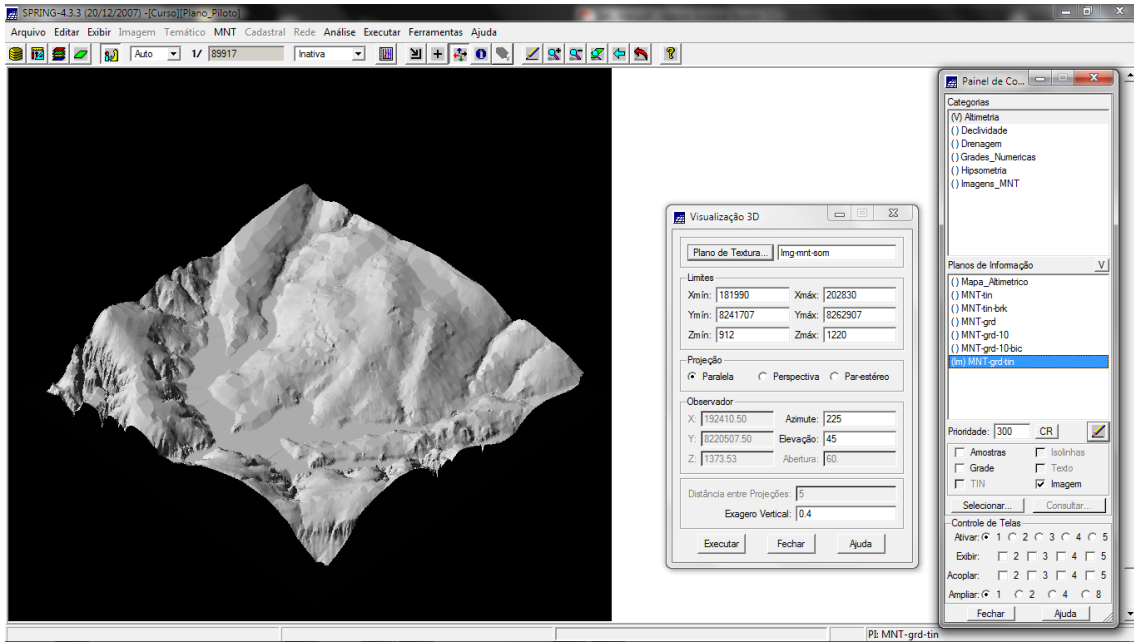 SPRING-4.3.3 (20/12/2007) -[Curso][Plano_Piloto]
Arquivo Editar Exibir Imagem Temático MNT Cadastral Rede Análise Executar Ferramentas Ajuda
Auto 1/ 89917 Inativa
Visualização 3D
Plano de Textura... Img-mnt-som
Limites
Xmín: 181990 Xmáx: 202830
Ymín: 8241707 Ymáx: 8262907
Zmín: 912 Zmáx: 1220
Projeção
Paralela Perspectiva Par-estéreo
Observador
X: 192410.50 Azimute: 225
Y: 8220507.50 Elevação: 45
Z: 1373.53 Abertura: 60.
Distância entre Projeções: 5
Exagero Vertical: 0.4
Executar Fechar Ajuda
Painel de Co...
Categorias
(V) Altimetria
() Declividade
() Drenagem
() Grades_Numericas
() Hipsometria
() Imagens_MNT
Planos de Informação V
() Mapa_Altimetrico
() MNT-tin
() MNT-tin-brk
() MNT-grd
() MNT-grd-10
() MNT-grd-10-bic
(Im) MNT-grd-tin
Prioridade: 300 CR
Amostras Isolinhas
Grade Texto
TIN Imagem
Selecionar... Consultar...
Controle de Telas
Ativar: 1 2 3 4 5
Exibir: 2 3 4 5
Acoplar: 2 3 4 5
Ampliar: 1 2 4 8
Fechar Ajuda
PI: MNT-grd-tin